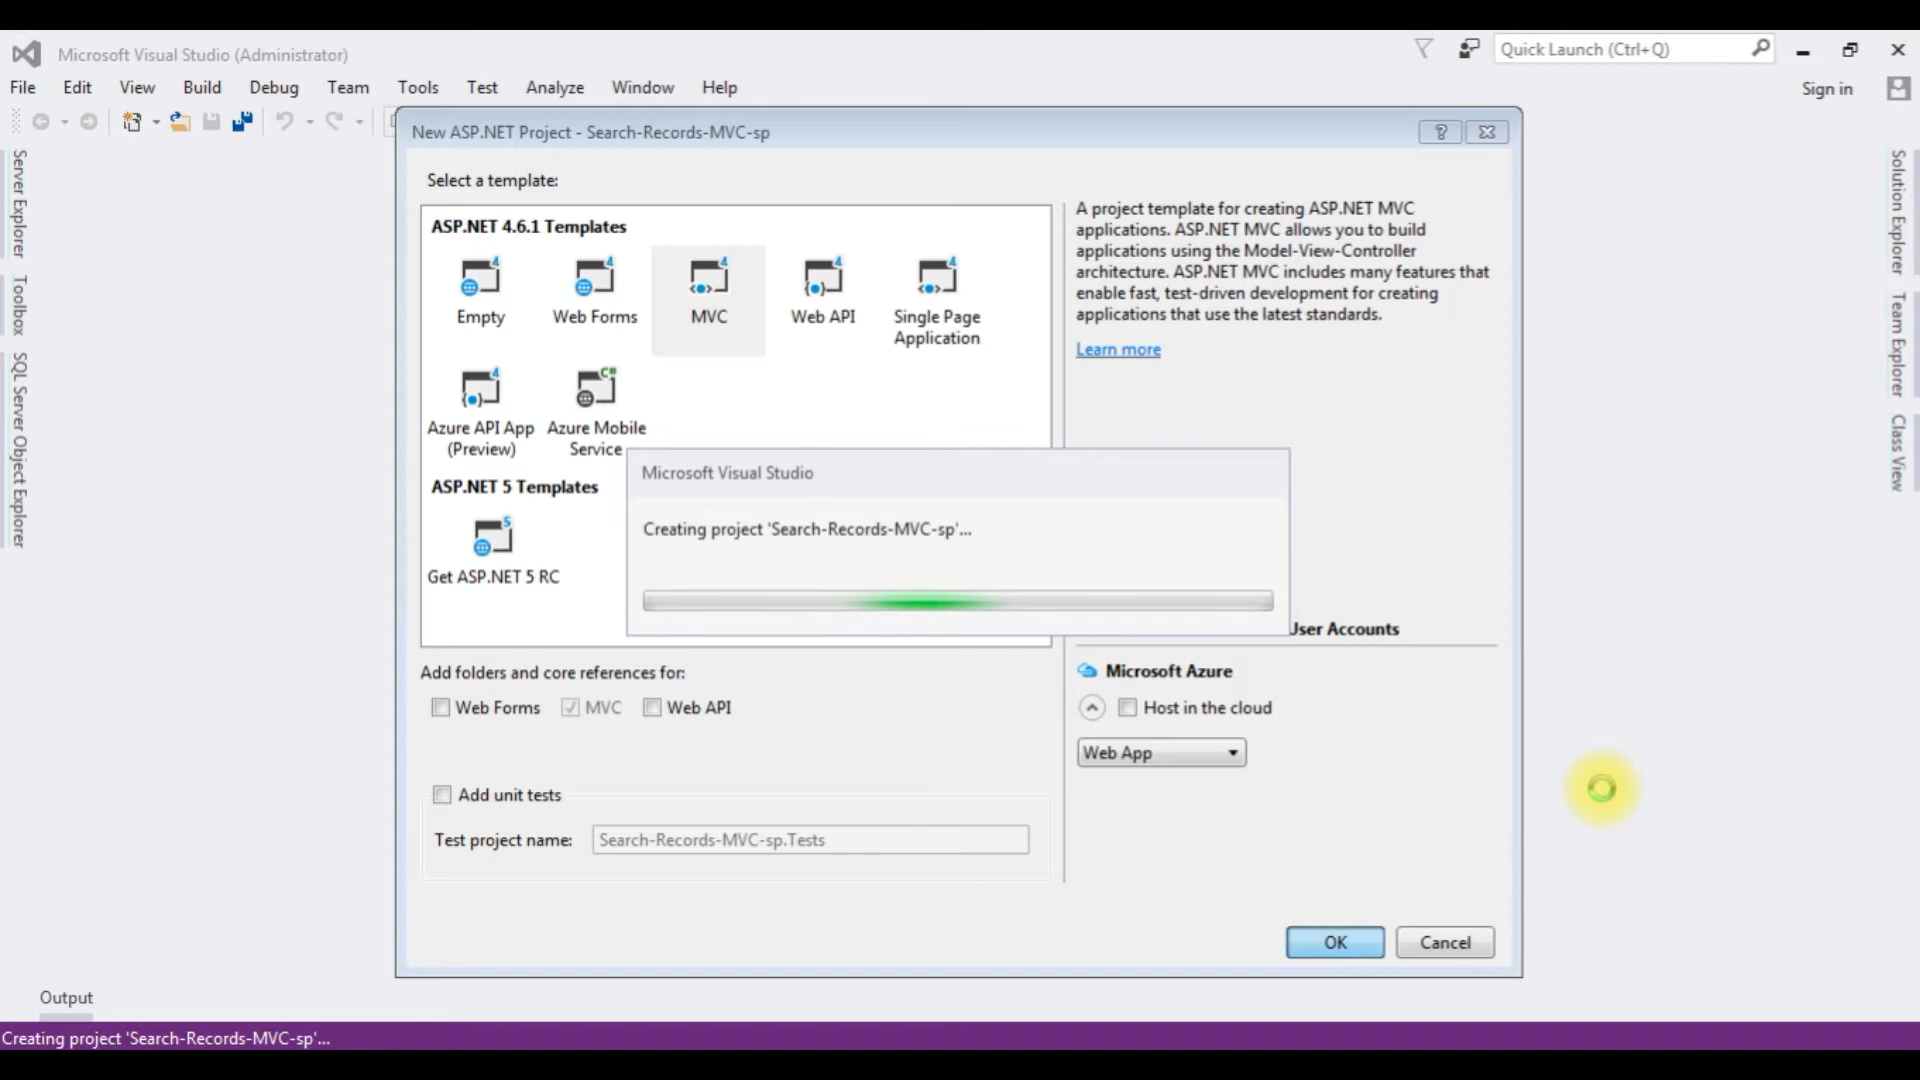 Microsoft Visual Studio (Administrator)
Quick Launch (Ctrl+Q)
File Edit View Build Debug Team Tools Test Analyze Window Help
Sign in
New ASP.NET Project - Search-Records-MVC-sp
?
Server Explorer
Toolbox
SQL Server Object Explorer
Select a template:
ASP.NET 4.6.1 Templates
4 4 4 4 4
Empty Web Forms MVC Web API Single Page
Application
4 C#
Azure API App Azure Mobile
(Preview) Service
ASP.NET 5 Templates
5
Get ASP.NET 5 RC
A project template for creating ASP.NET MVC
applications. ASP.NET MVC allows you to build
applications using the Model-View-Controller
architecture. ASP.NET MVC includes many features that
enable fast, test-driven development for creating
applications that use the latest standards.
Learn more
Microsoft Visual Studio
Creating project 'Search-Records-MVC-sp'...
User Accounts
Add folders and core references for:
Web Forms MVC Web API
Add unit tests
Test project name: Search-Records-MVC-sp.Tests
Microsoft Azure
Host in the cloud
Web App
OK Cancel
Solution Explorer
Team Explorer
Class View
Output
Creating project 'Search-Records-MVC-sp'...